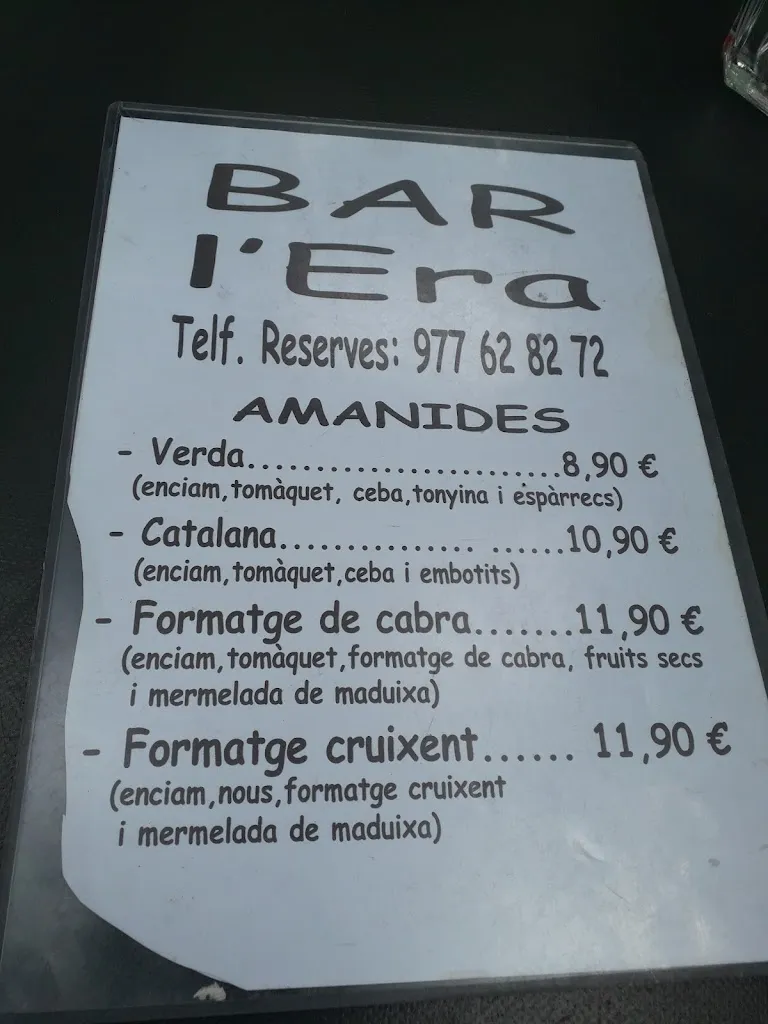 BAR
l'Era
Telf. Reserves: 977 62 82 72
AMANIDES
- Verda.........................8,90 €
(enciam,tomàquet, ceba,tonyina i espàrrecs)
- Catalana................. ......10,90 €
(enciam,tomàquet,ceba i embotits)
- Formatge de cabra.......11,90 €
(enciam,tomàquet,formatge de cabra, fruits secs
i mermelada de maduixa)
- Formatge cruixent...... 11,90 €
(enciam,nous,formatge cruixent
i mermelada de maduixa)